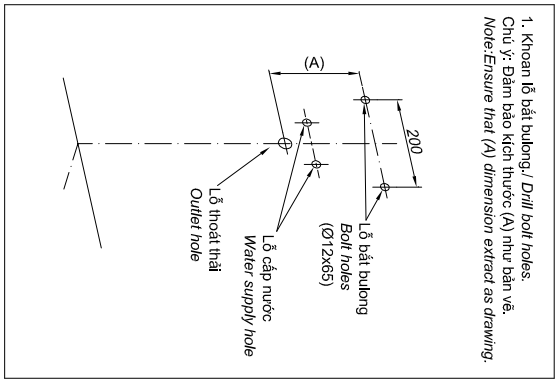 1. Khoan lỗ bắt bulong./ Drill bolt holes.
Chú ý: Đảm bảo kích thước (A) như bản vẽ.
Note:Ensure that (A) dimension extract as drawing.
200
(A)
Lỗ bắt bulong
Bolt holes
(Ø12x65)
Lỗ cấp nước
Water supply hole
Lỗ thoát thải
Outlet hole